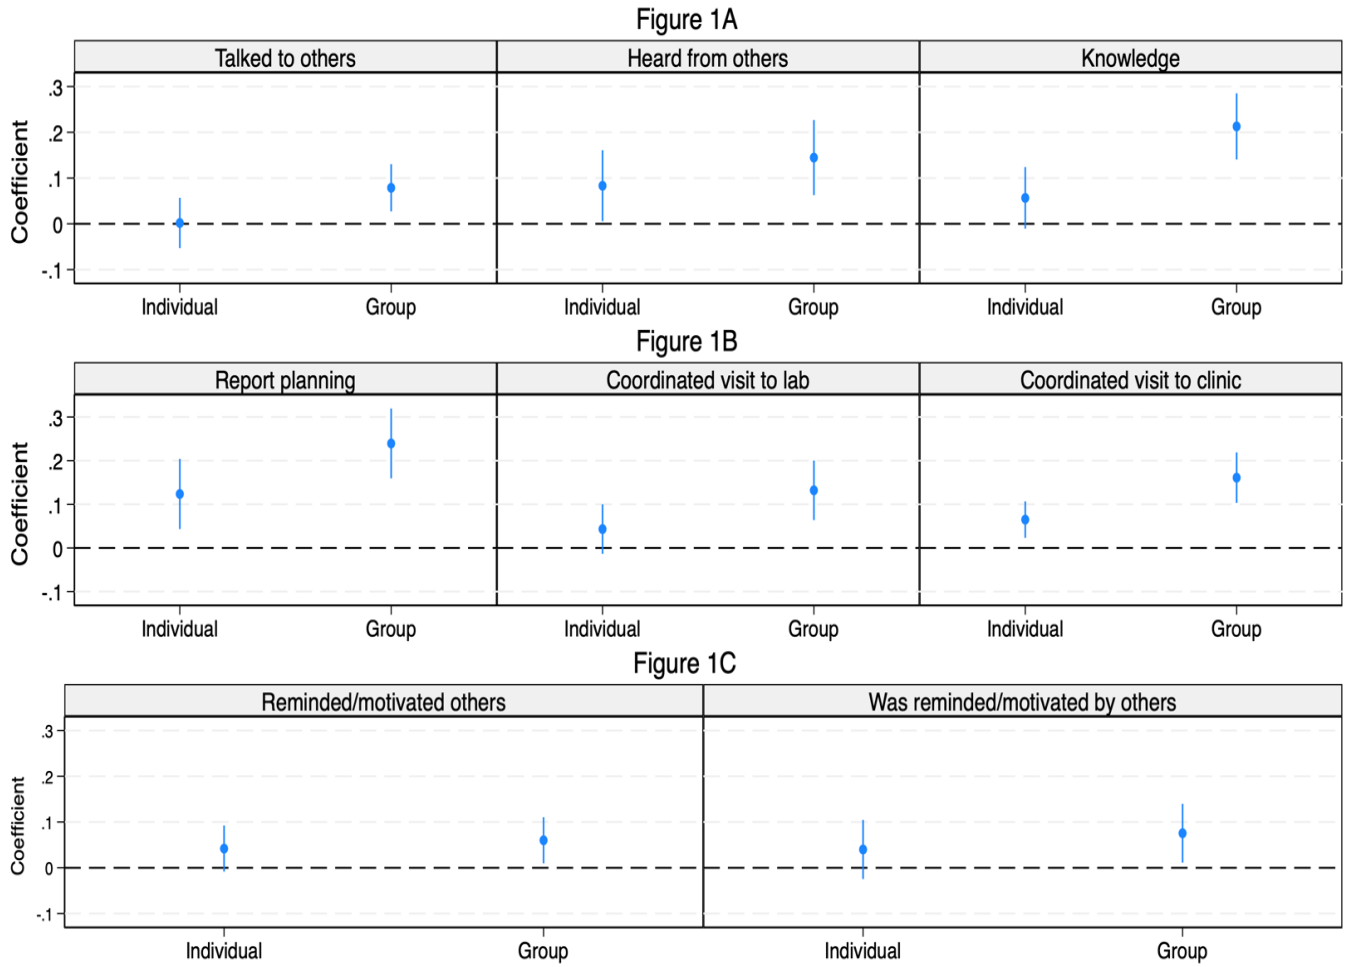 Figure 1A
Talked to others Heard from others Knowledge
Coefficient
.3
.2
.1
0
-.1
Individual Group Individual Group Individual Group
Figure 1B
Report planning Coordinated visit to lab Coordinated visit to clinic
Coefficient
.3
.2
.1
0
-.1
Individual Group Individual Group Individual Group
Figure 1C
Reminded/motivated others Was reminded/motivated by others
Coefficient
.3
.2
.1
0
-.1
Individual Group Individual Group